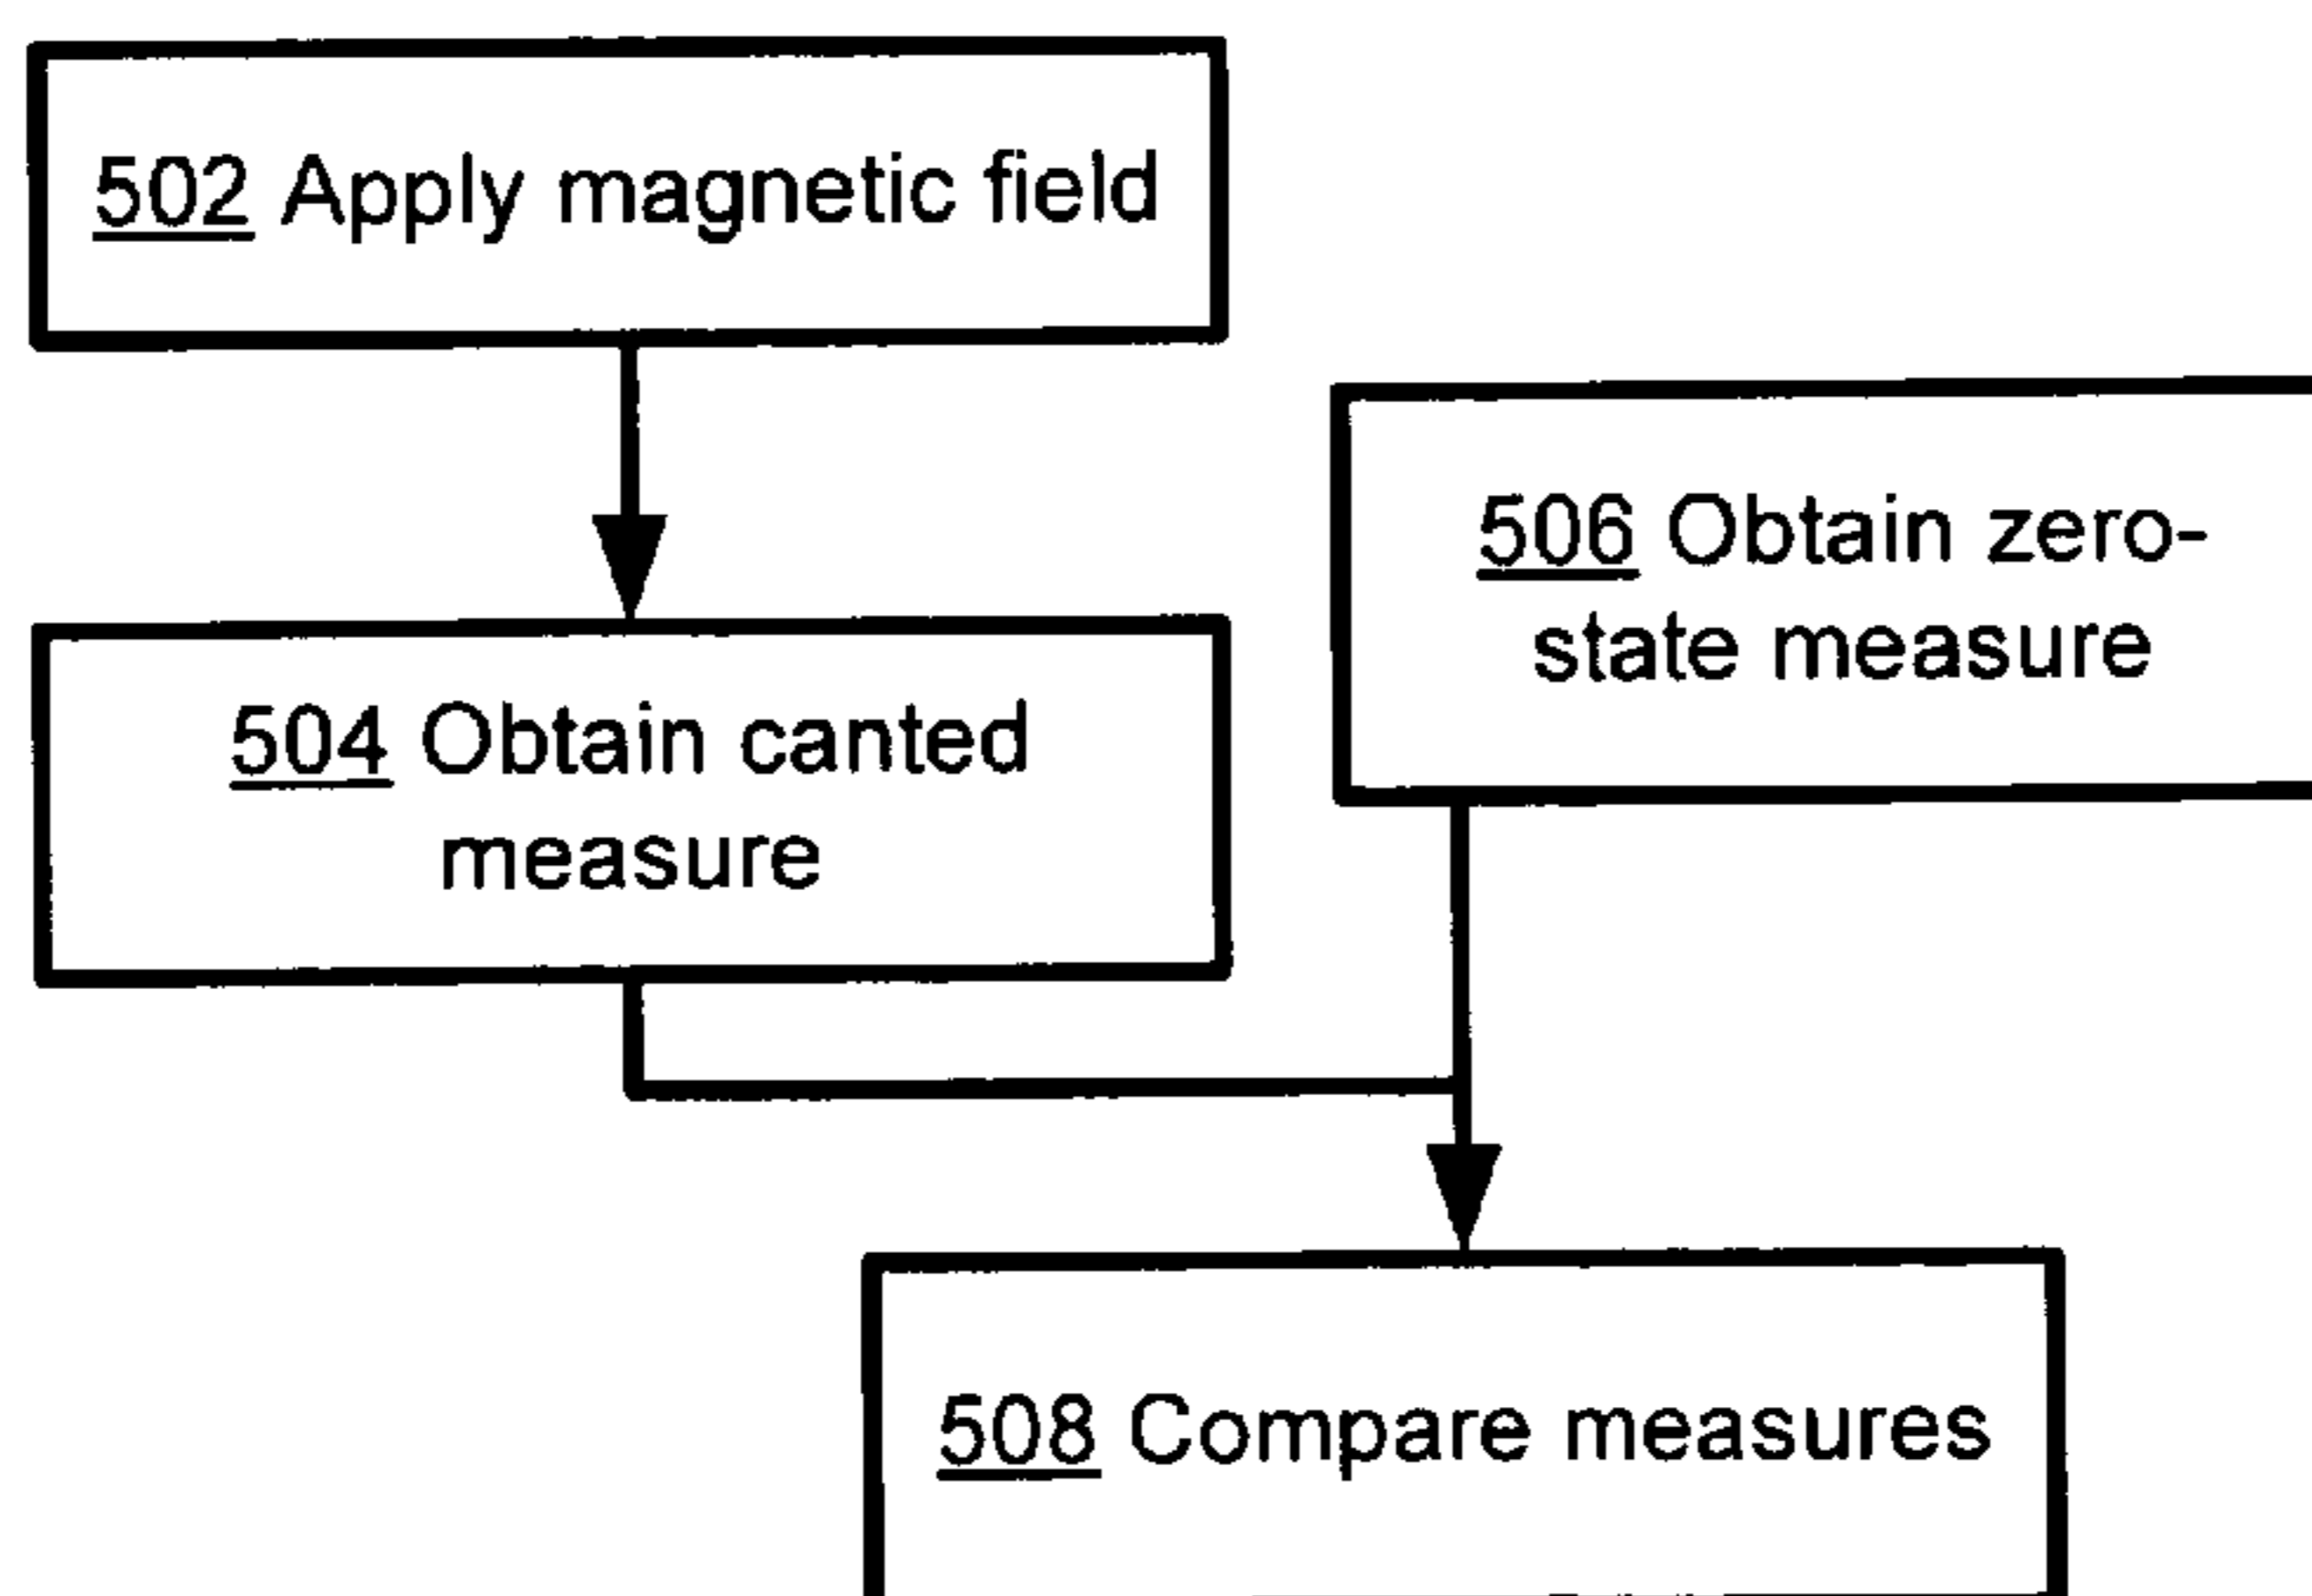 502 Apply magnetic field
504 Obtain canted
measure
506 Obtain zero-
state measure
508 Compare measures